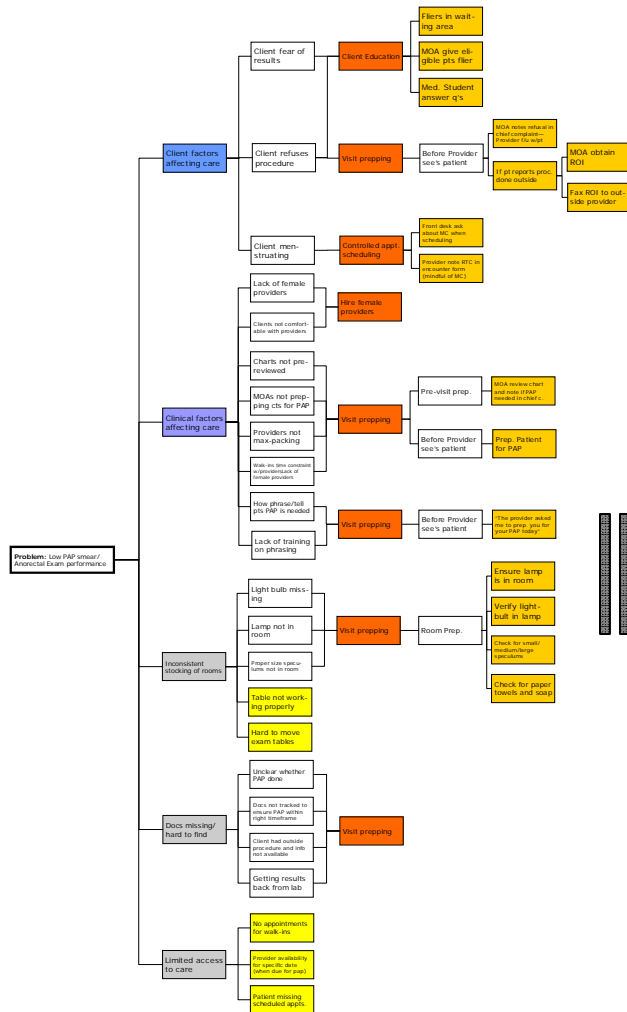 Fliers in wait-
ing area
Client fear of
results
Client Education
MOA give eli-
gible pts flier
Med. Student
answer q's
MOA notes refusal in
chief complaint—
Provider f/u w/pt
Client factors
affecting care
Client refuses
procedure
Visit prepping
Before Provider
see's patient
If pt reports proc.
done outside
MOA obtain
ROI
Fax ROI to out-
side provider
Client men-
struating
Controlled appt.
scheduling
Front desk ask
about MC when
scheduling
Provider note RTC in
encounter form
(mindful of MC)
Lack of female
providers
Hire female
providers
Clients not comfort-
able with providers
Charts not pre-
reviewed
MOAs not prep-
ping cts for PAP
Clinical factors
affecting care
Visit prepping
Pre-visit prep.
MOA review chart
and note if PAP
needed in chief c.
Providers not
max-packing
Before Provider
see's patient
Prep. Patient
for PAP
Walk-ins time constraint
w/providersLack of
female providers
How phrase/tell
pts PAP is needed
Visit prepping
Before Provider
see's patient
"The provider asked
me to prep. you for
your PAP today"
Lack of training
on phrasing
Problem: Low PAP smear/
Anorectal Exam performance
Light bulb miss-
ing
Ensure lamp
is in room
Lamp not in
room
Visit prepping
Room Prep.
Verify light-
bult in lamp
Inconsistent
stocking of rooms
Proper size specu-
lums not in room
Check for small/
medium/large
speculums
Table not work-
ing properly
Check for paper
towels and soap
Hard to move
exam tables
Unclear whether
PAP done
Docs not tracked to
ensure PAP within
right timeframe
Docs missing/
hard to find
Visit prepping
Client had outside
procedure and info
not available
Getting results
back from lab
No appointments
for walk-ins
Limited access
to care
Provider availability
for specific date
(when due for pap)
Patient missing
scheduled appts.